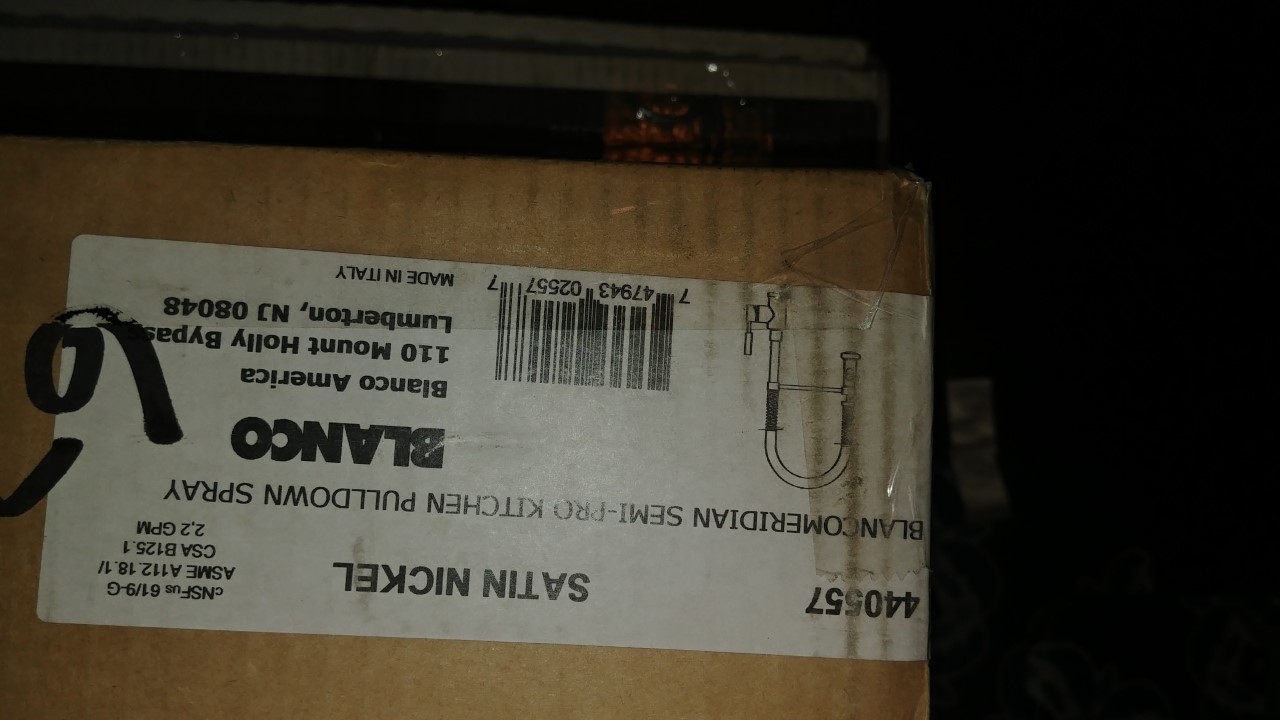 440557
SATIN NICKEL
cNSFus 61/9-G
ASME A112.18.1/
CSA B125.1
2,2 GPM
BLANCOMERIDIAN SEMI-PRO KITCHEN PULLDOWN SPRAY
BLANCO
Blanco America
110 Mount Holly Bypass
Lumberton, NJ 08048
MADE IN ITALY
7 47943 02557 7